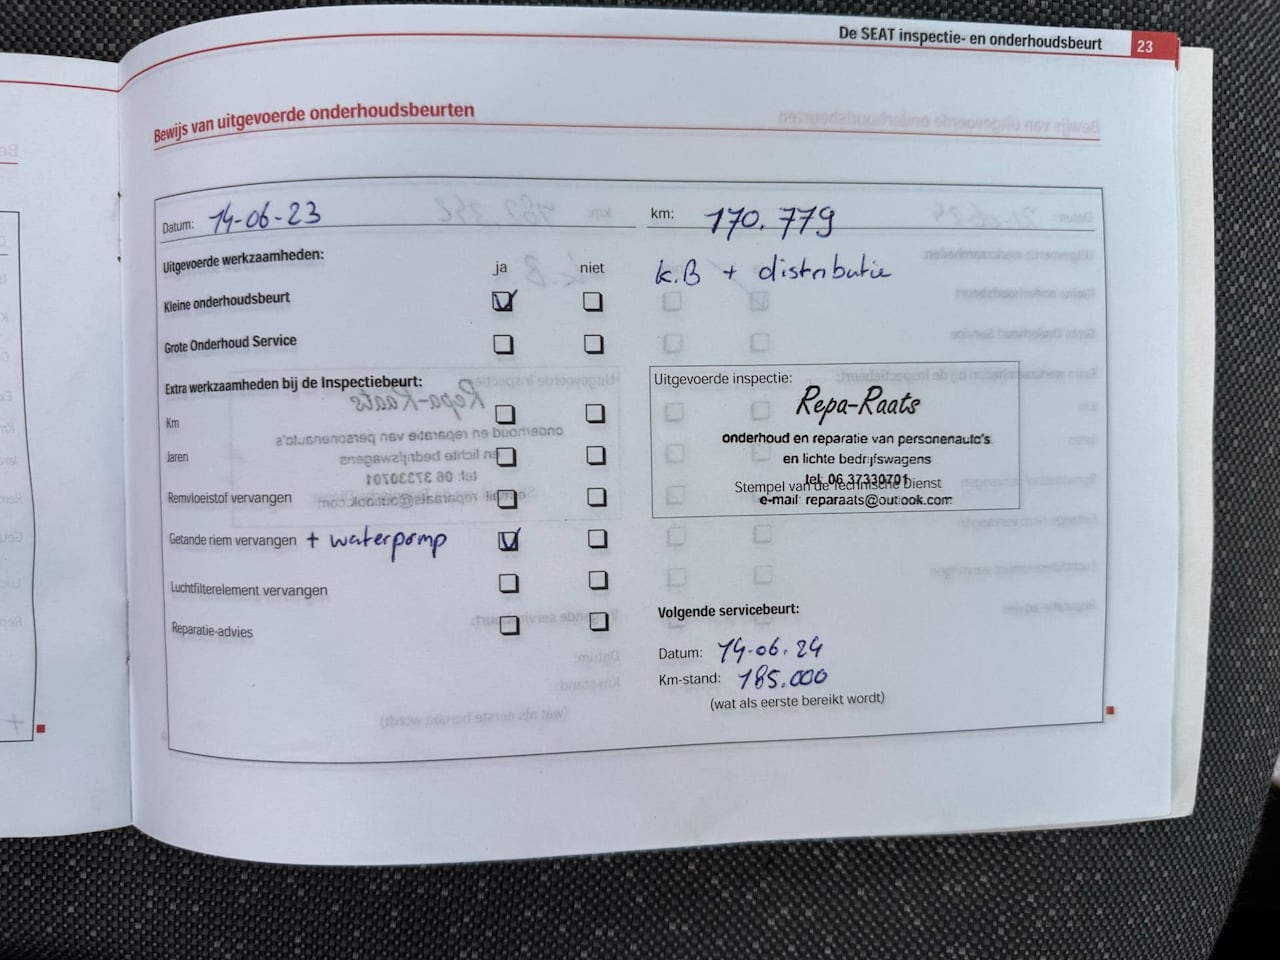 De SEAT inspectie- en onderhoudsbeurt 23
Bewijs van uitgevoerde onderhoudsbeurten
Datum: 14-06-23
km: 170.779
Uitgevoerde werkzaamheden:
ja niet
K.B + distributie
Kleine onderhoudsbeurt
Grote Onderhoud Service
Extra werkzaamheden bij de Inspectiebeurt:
Km
Jaren
Remvloeistof vervangen
Getande riem vervangen + waterpomp
Luchtfilterelement vervangen
Reparatie-advies
Uitgevoerde inspectie:
Repa-Raats
onderhoud en reparatie van personenauto's
en lichte bedrijfswagens
tel: 06 37330701
Stempel van de Technische Dienst
e-mail: reparaats@outlook.com
Volgende servicebeurt:
Datum: 14-06-24
Km-stand: 185.000
(wat als eerste bereikt wordt)